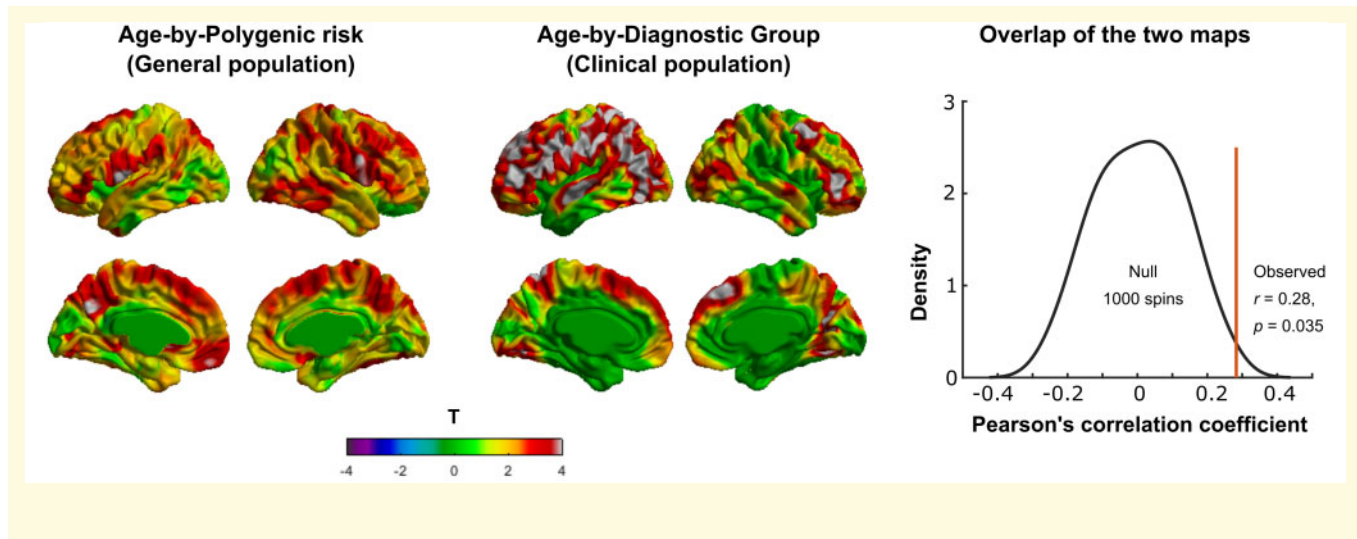 Age-by-Polygenic risk
(General population)
Age-by-Diagnostic Group
(Clinical population)
Overlap of the two maps
T
-4 -2 0 2 4
Density
3
2
1
0
Null
1000 spins
Observed
r = 0.28,
p = 0.035
-0.4 -0.2 0 0.2 0.4
Pearson's correlation coefficient